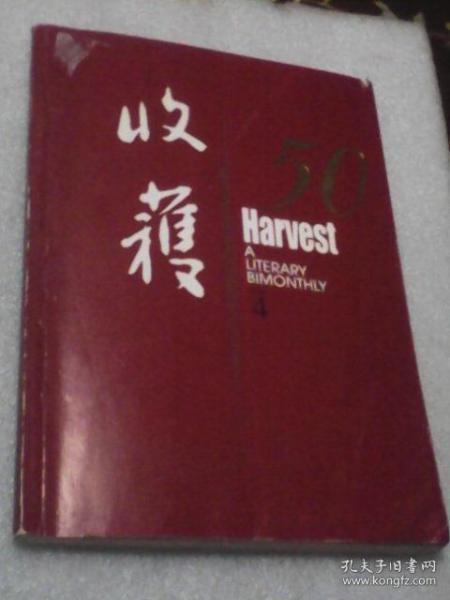 收
穫
50
Harvest
A
LITERARY
BIMONTHLY
4
孔夫子旧书网
www.kongfz.com